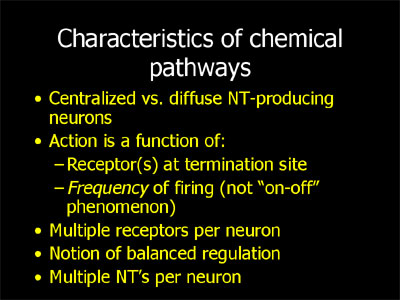 Characteristics of chemical
pathways
• Centralized vs. diffuse NT-producing
neurons
• Action is a function of:
– Receptor(s) at termination site
– Frequency of firing (not “on-off”
phenomenon)
• Multiple receptors per neuron
• Notion of balanced regulation
• Multiple NT’s per neuron